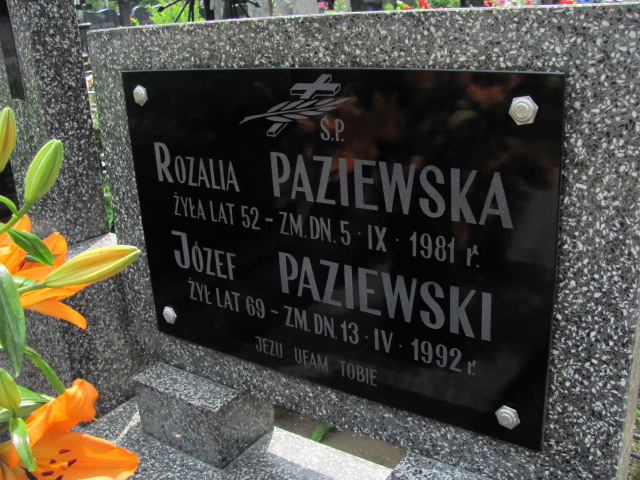 Ś.P.
ROZALIA PAZIEWSKA
ŻYŁA LAT 52 – ZM. DN. 5 · IX · 1981 r.
JÓZEF PAZIEWSKI
ŻYŁ LAT 69 – ZM. DN. 13 · IV · 1992 r.
JEZU UFAM TOBIE